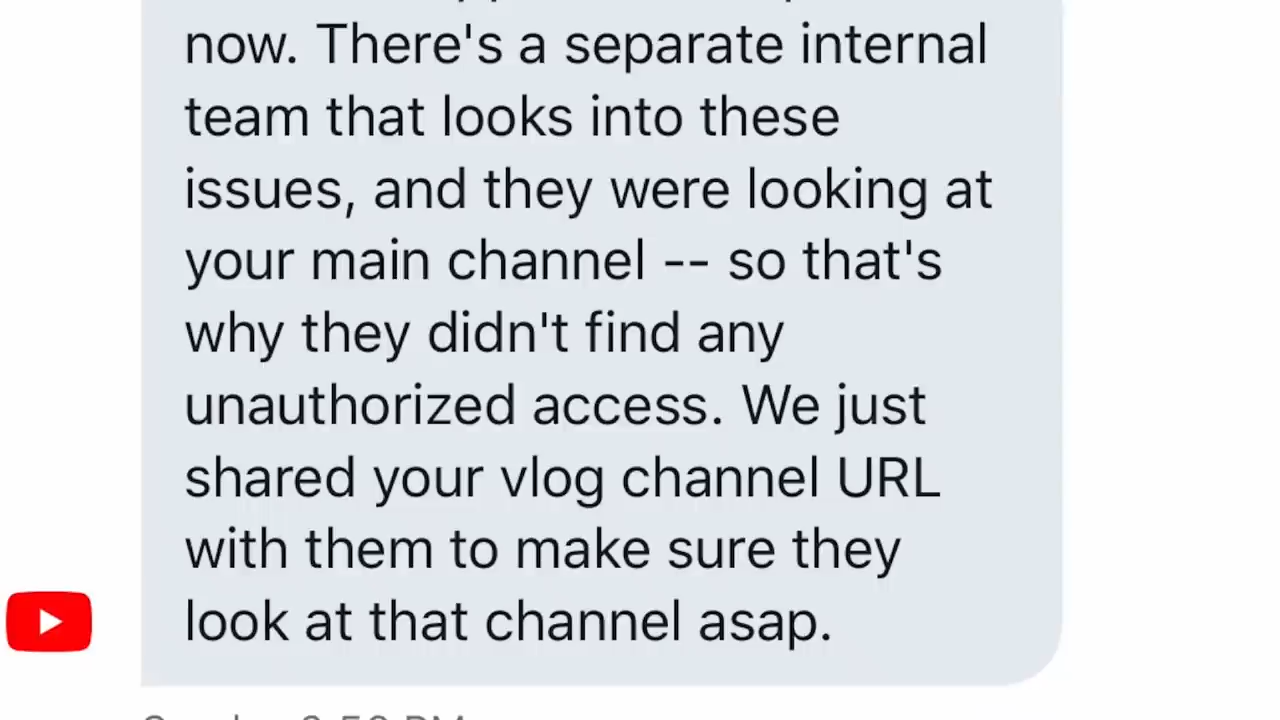 now. There's a separate internal
team that looks into these
issues, and they were looking at
your main channel -- so that's
why they didn't find any
unauthorized access. We just
shared your vlog channel URL
with them to make sure they
look at that channel asap.